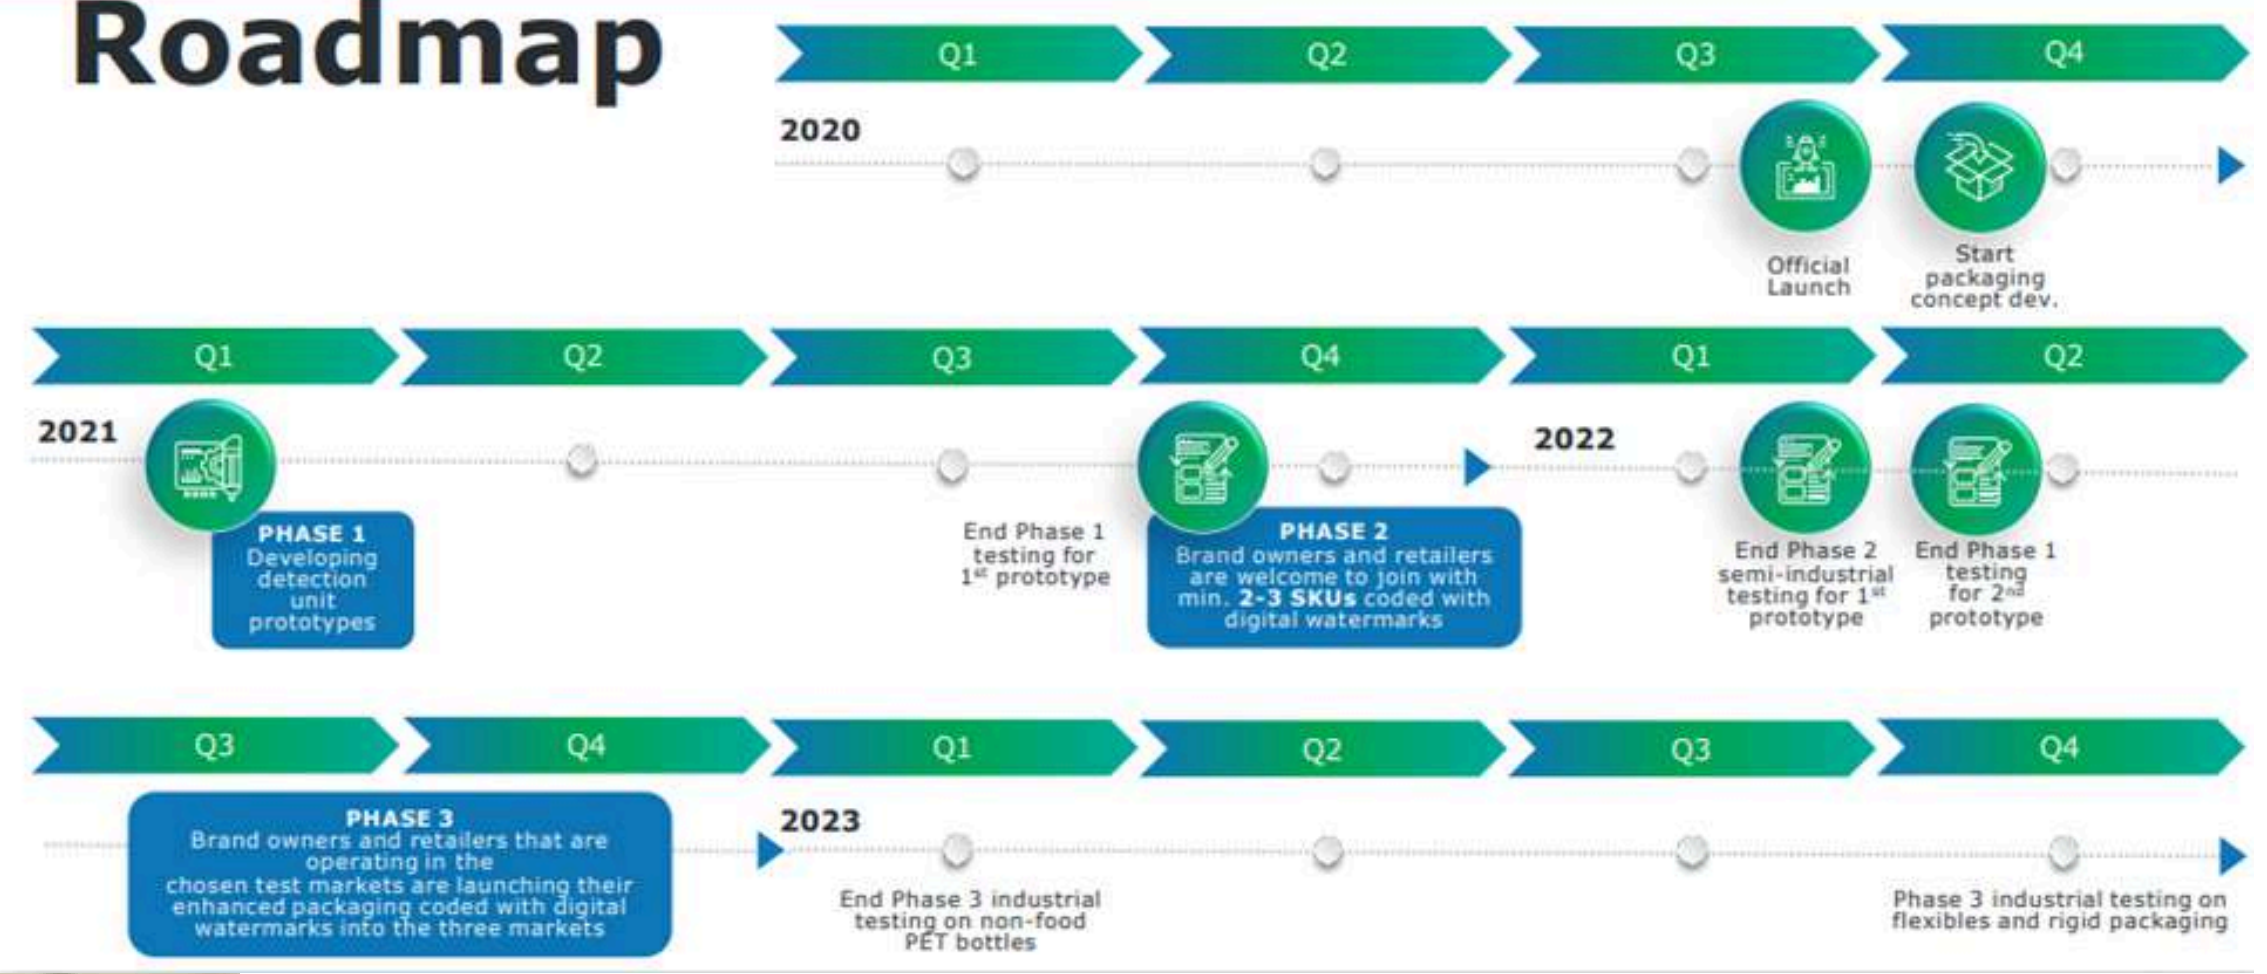 Roadmap
Q1 Q2 Q3 Q4
2020
Official
Launch
Start
packaging
concept dev.
Q1 Q2 Q3 Q4 Q1 Q2
2021
2022
PHASE 1
Developing
detection
unit
prototypes
End Phase 1
testing for
1st prototype
PHASE 2
Brand owners and retailers
are welcome to join with
min. 2-3 SKUs coded with
digital watermarks
End Phase 2
semi-industrial
testing for 1st
prototype
End Phase 1
testing
for 2nd
prototype
Q3 Q4 Q1 Q2 Q3 Q4
PHASE 3
Brand owners and retailers that are
operating in the
chosen test markets are launching their
enhanced packaging coded with digital
watermarks into the three markets
2023
End Phase 3 industrial
testing on non-food
PET bottles
Phase 3 industrial testing on
flexibles and rigid packaging